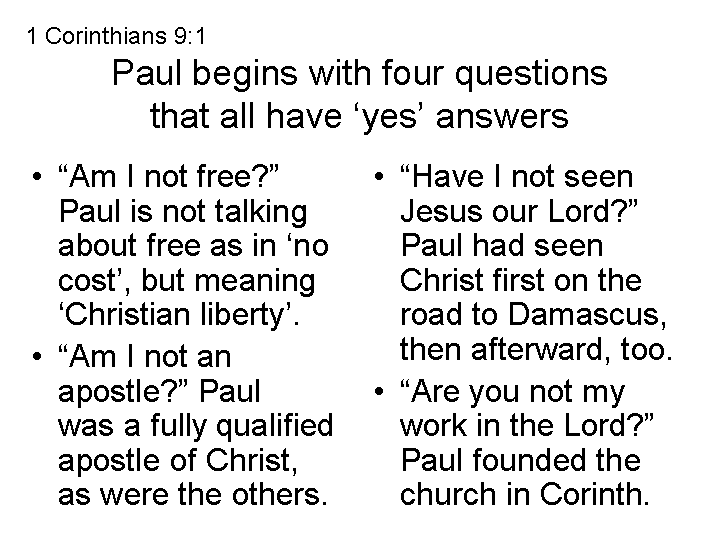 1 Corinthians 9:1
Paul begins with four questions
that all have ‘yes’ answers
• “Am I not free?”
Paul is not talking
about free as in ‘no
cost’, but meaning
‘Christian liberty’.
• “Am I not an
apostle?” Paul
was a fully qualified
apostle of Christ,
as were the others.
• “Have I not seen
Jesus our Lord?”
Paul had seen
Christ first on the
road to Damascus,
then afterward, too.
• “Are you not my
work in the Lord?”
Paul founded the
church in Corinth.